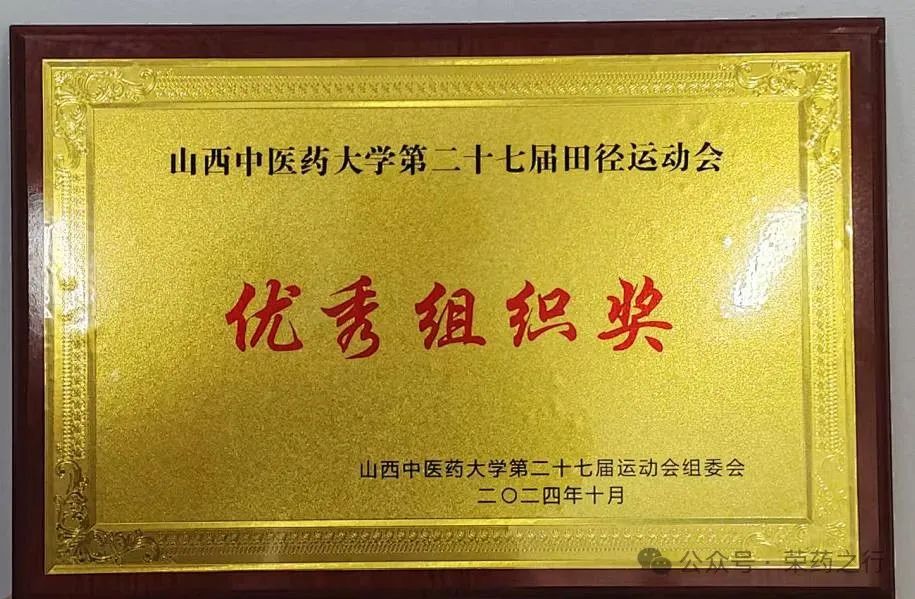 山西中医药大学第二十七届田径运动会
优秀组织奖
山西中医药大学第二十七届运动会组委会
二〇二四年十月
公众号·荣药之行